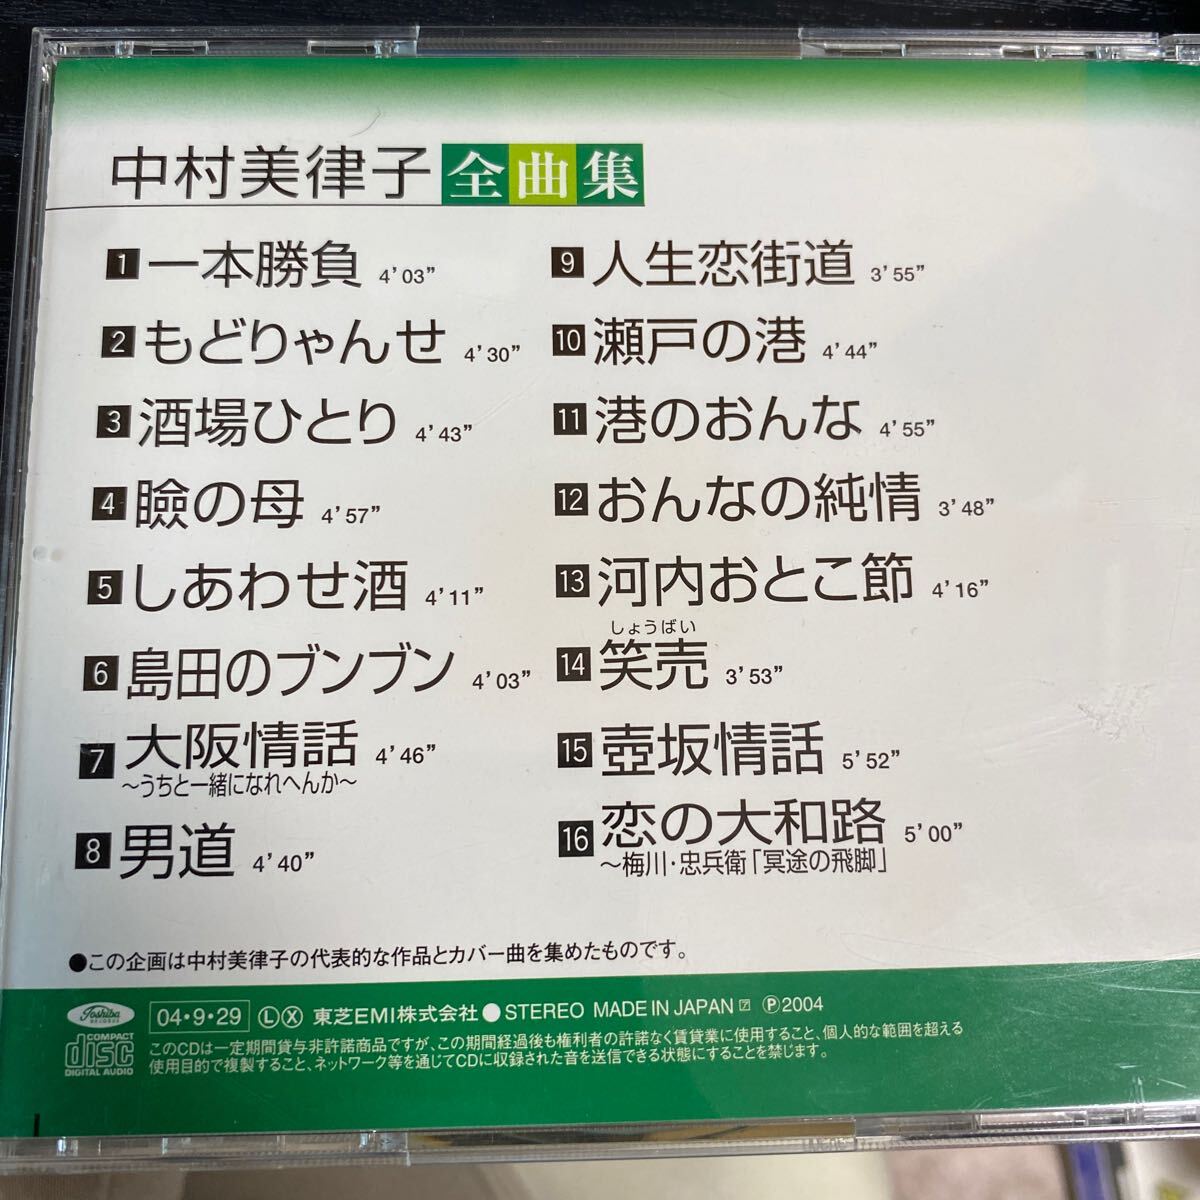 中村美律子全曲集
1 一本勝負 4'03”
2 もどりゃんせ 4'30”
3 酒場ひとり 4'43”
4 瞼の母 4'57”
5 しあわせ酒 4'11”
6 島田のブンブン 4'03”
7 大阪情話 4'46”
～うちと一緒になれへんか～
8 男道 4'40”
9 人生恋街道 3'55”
10 瀬戸の港 4'44”
11 港のおんな 4'55”
12 おんなの純情 3'48”
13 河内おとこ節 4'16”
しょうばい
14 笑売 3'53”
15 壺坂情話 5'52”
16 恋の大和路 5'00”
～梅川・忠兵衛「冥途の飛脚」
●この企画は中村美律子の代表的な作品とカバー曲を集めたものです。
Toshiba RECORDS 04・9・29 Ⓛ Ⓧ 東芝EMI株式会社●STEREO MADE IN JAPAN ℗2004
COMPACT disc DIGITAL AUDIO
このCDは一定期間貸与非許諾商品ですが、この期間経過後も権利者の許諾なく賃貸業に使用すること、個人的な範囲を超える
使用目的で複製すること、ネットワーク等を通じてCDに収録された音を送信できる状態にすることを禁じます。